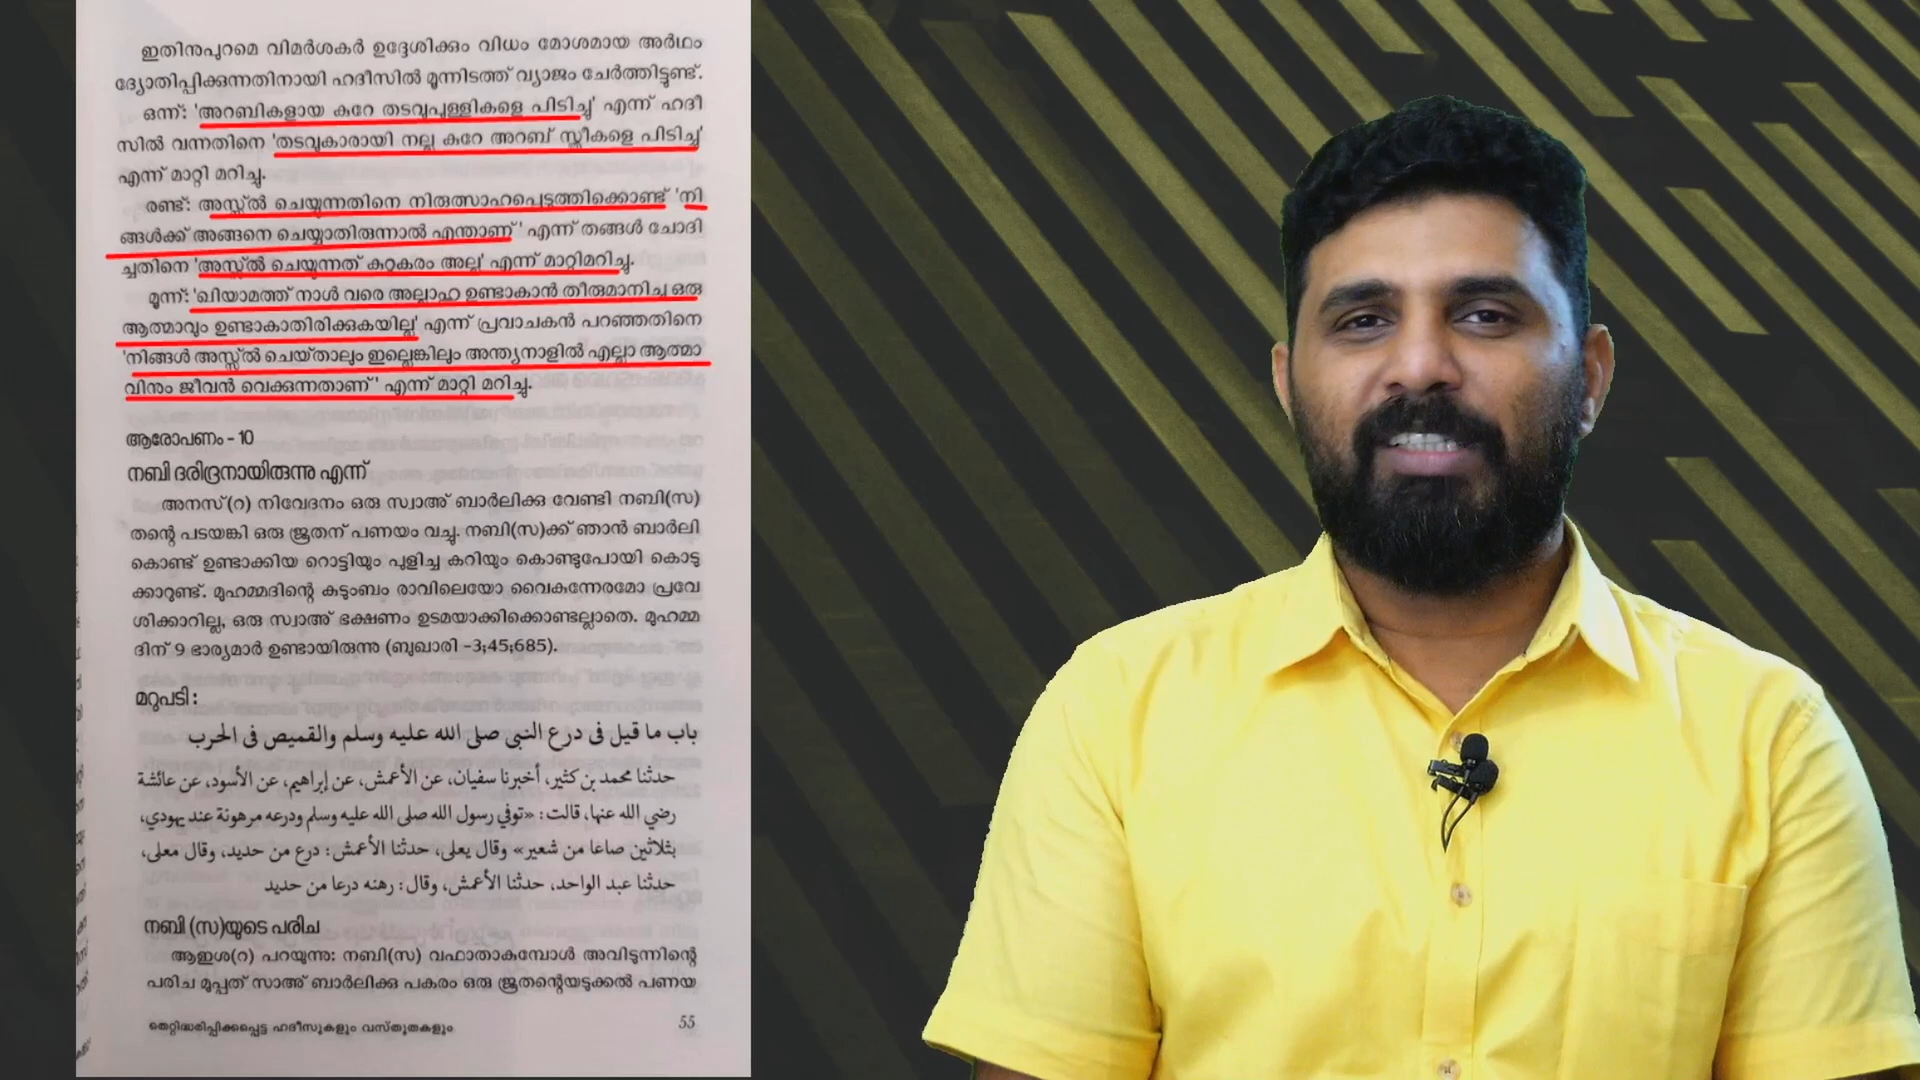 ഇതിനുപുറമെ വിമർശകർ ഉദ്ദേശിക്കും വിധം മോശമായ അർഥം
ദ്യോതിപ്പിക്കുന്നതിനായി ഹദീസിൽ മൂന്നിടത്ത് വ്യാജം ചേർത്തിട്ടുണ്ട്.
ഒന്ന്: 'അറബികളായ കുറേ തടവുപുള്ളികളെ പിടിച്ചു' എന്ന് ഹദീ
സിൽ വന്നതിനെ 'തടവുകാരായി നല്ല കുറേ അറബ് സ്ത്രീകളെ പിടിച്ചു'
എന്ന് മാറ്റി മറിച്ചു.
രണ്ട്: അസ്സ്ൽ ചെയ്യുന്നതിനെ നിരുത്സാഹപ്പെടുത്തിക്കൊണ്ട് 'നി
ങ്ങൾക്ക് അങ്ങനെ ചെയ്യാതിരുന്നാൽ എന്താണ് ' എന്ന് തങ്ങൾ ചോദി
ച്ചതിനെ 'അസ്സ്ൽ ചെയ്യുന്നത് കുറ്റകരം അല്ല' എന്ന് മാറ്റിമറിച്ചു.
മൂന്ന്: 'ഖിയാമത്ത് നാൾ വരെ അല്ലാഹു ഉണ്ടാകാൻ തീരുമാനിച്ച ഒരു
ആത്മാവും ഉണ്ടാകാതിരിക്കുകയില്ല' എന്ന് പ്രവാചകൻ പറഞ്ഞതിനെ
'നിങ്ങൾ അസ്സ്ൽ ചെയ്താലും ഇല്ലെങ്കിലും അന്ത്യനാളിൽ എല്ലാ ആത്മാ
വിനും ജീവൻ വെക്കുന്നതാണ് ' എന്ന് മാറ്റി മറിച്ചു.
ആരോപണം - 10
നബി ദരിദ്രനായിരുന്നു എന്ന്
അനസ്(റ) നിവേദനം ഒരു സ്വാഅ് ബാർലിക്കു വേണ്ടി നബി(സ)
തന്റെ പടയങ്കി ഒരു ജൂതന് പണയം വച്ചു. നബി(സ)ക്ക് ഞാൻ ബാർലി
കൊണ്ട് ഉണ്ടാക്കിയ റൊട്ടിയും പുളിച്ച കറിയും കൊണ്ടുപോയി കൊടു
ക്കാറുണ്ട്. മുഹമ്മദിന്റെ കുടുംബം രാവിലെയോ വൈകുന്നേരമോ പ്രവേ
ശിക്കാറില്ല, ഒരു സ്വാഅ് ഭക്ഷണം ഉടമയാക്കിക്കൊണ്ടല്ലാതെ. മുഹമ്മ
ദിന് 9 ഭാര്യമാർ ഉണ്ടായിരുന്നു (ബുഖാരി -3;45;685).
മറുപടി :
باب ما قيل فى درع النبى صلى الله عليه وسلم والقميص فى الحرب
حدثنا محمد بن كثير، أخبرنا سفيان، عن الأعمش، عن إبراهيم، عن الأسود، عن عائشة
رضي الله عنها، قالت: «توفي رسول الله صلى الله عليه وسلم ودرعه مرهونة عند يهودي،
بثلاثين صاعا من شعير» وقال يعلى، حدثنا الأعمش: درع من حديد، وقال معلى،
حدثنا عبد الواحد، حدثنا الأعمش، وقال: رهنه درعا من حديد
നബി (സ)യുടെ പരിച
ആഇശ(റ) പറയുന്നു: നബി(സ) വഫാതാകുമ്പോൾ അവിടുന്നിന്റെ
പരിച മുപ്പത് സാഅ് ബാർലിക്കു പകരം ഒരു ജൂതന്റെയടുക്കൽ പണയ
തെറ്റിദ്ധരിപ്പിക്കപ്പെട്ട ഹദീസുകളും വസ്തുതകളും 55